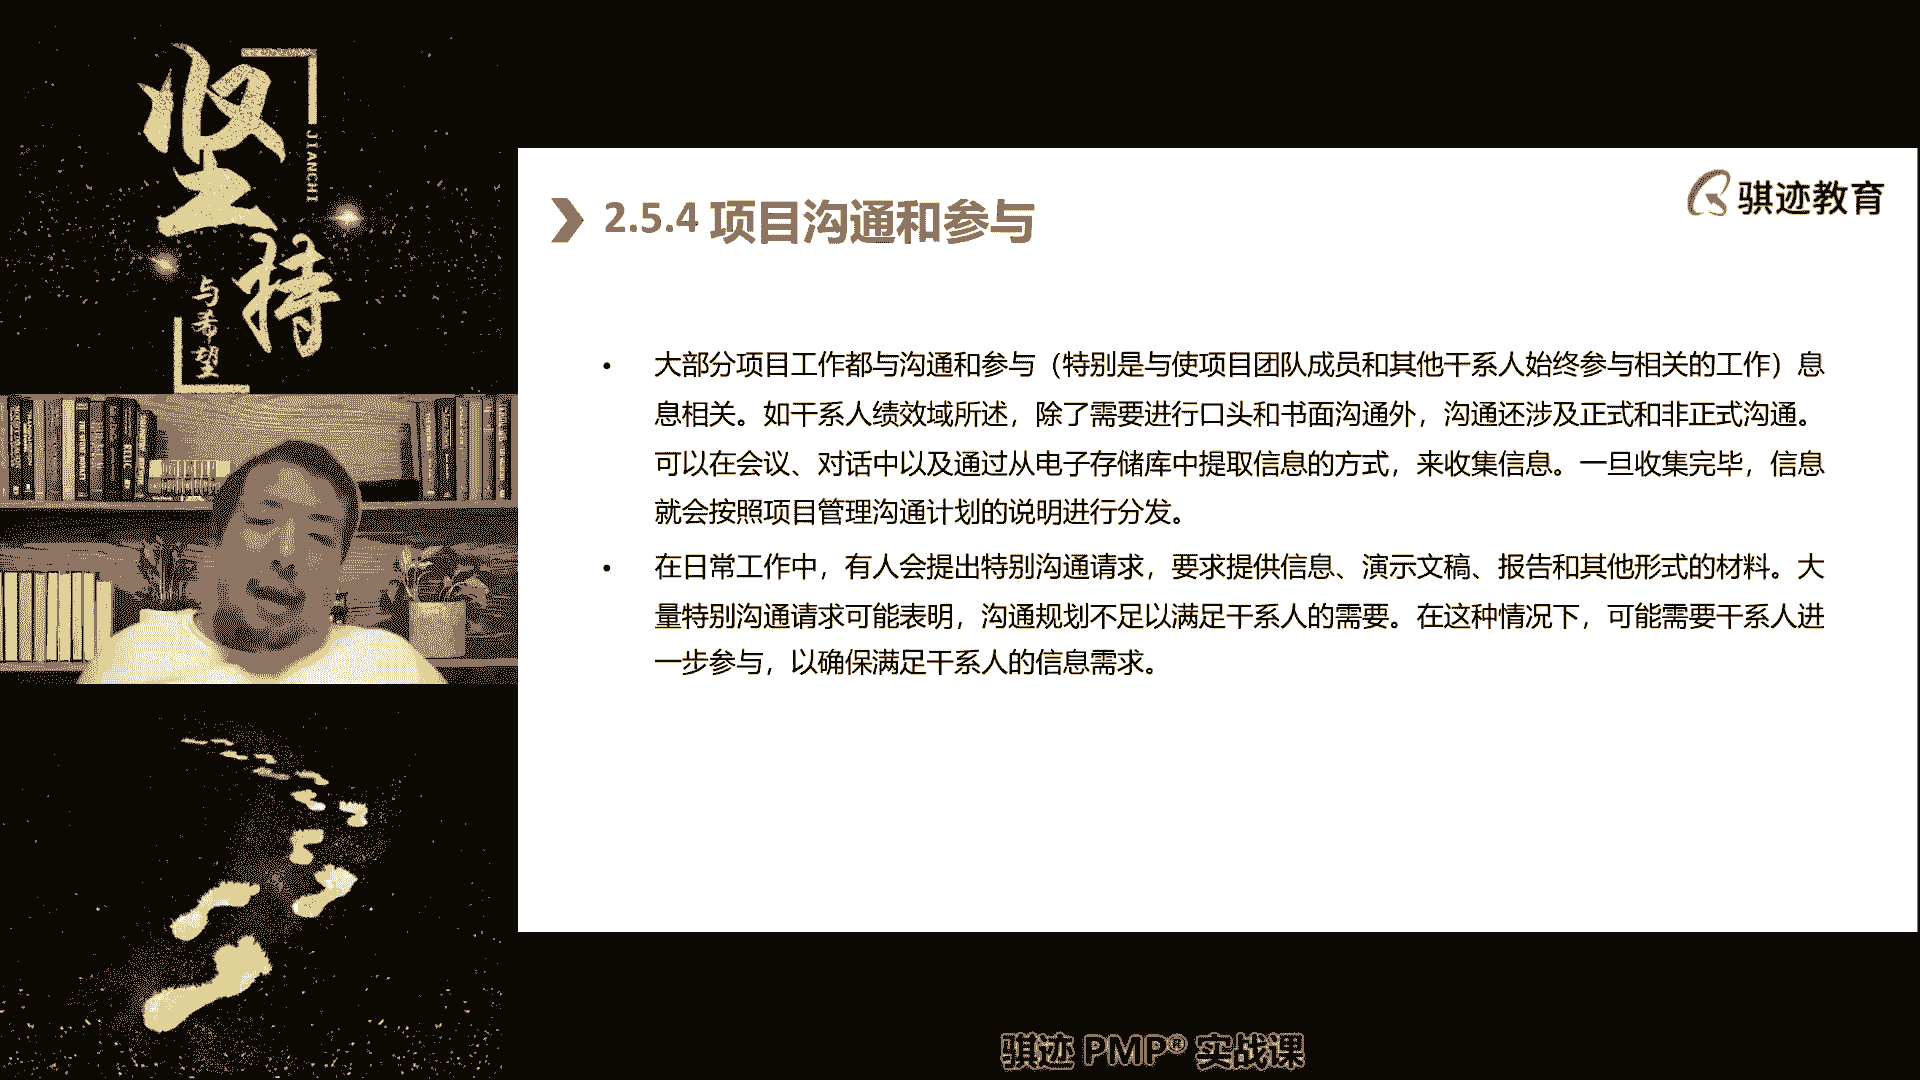 坚持
JIANCHI
与希望
骐迹教育
2.5.4 项目沟通和参与
• 大部分项目工作都与沟通和参与（特别是与使项目团队成员和其他干系人始终参与相关的工作）息
息相关。如干系人绩效域所述，除了需要进行口头和书面沟通外，沟通还涉及正式和非正式沟通。
可以在会议、对话中以及通过从电子存储库中提取信息的方式，来收集信息。一旦收集完毕，信息
就会按照项目管理沟通计划的说明进行分发。
• 在日常工作中，有人会提出特别沟通请求，要求提供信息、演示文稿、报告和其他形式的材料。大
量特别沟通请求可能表明，沟通规划不足以满足干系人的需要。在这种情况下，可能需要干系人进
一步参与，以确保满足干系人的信息需求。
骐迹 PMP® 实战课